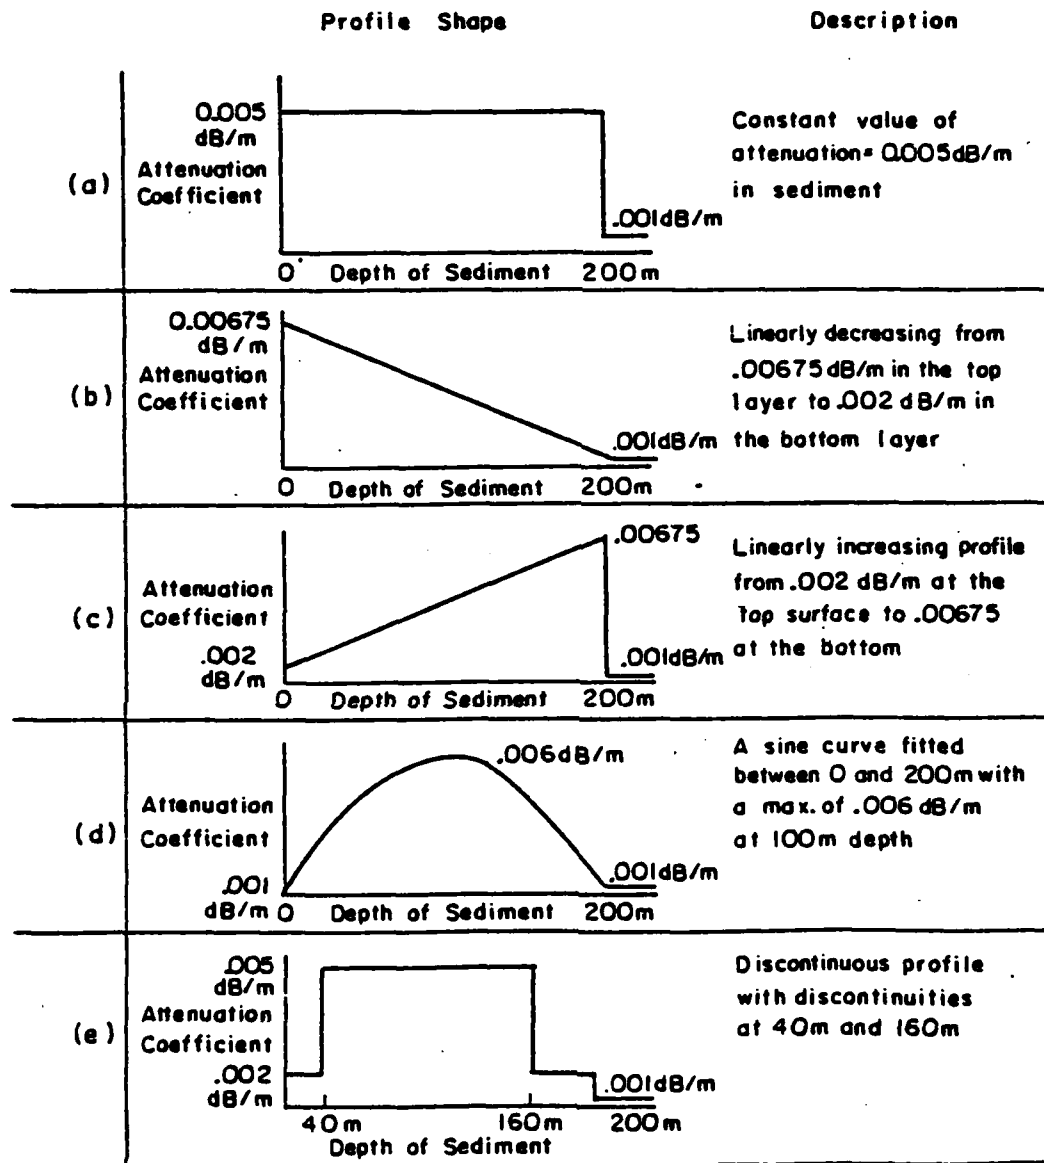 Profile Shape Description
(a)
0.005
dB/m
Attenuation
Coefficient
.001dB/m
0 Depth of Sediment 200m
Constant value of
attenuation= 0.005dB/m
in sediment
(b)
0.00675
dB/m
Attenuation
Coefficient
.001dB/m
0 Depth of Sediment 200m
Linearly decreasing from
.00675dB/m in the top
layer to .002 dB/m in
the bottom layer
(c)
Attenuation
Coefficient
.002
dB/m
.00675
.001dB/m
0 Depth of Sediment 200m
Linearly increasing profile
from .002 dB/m at the
Top surface to .00675
at the bottom
(d)
Attenuation
Coefficient
.001
dB/m
.006dB/m
.001dB/m
0 Depth of Sediment 200m
A sine curve fitted
between 0 and 200m with
a max. of .006 dB/m
at 100m depth
(e)
.005
dB/m
Attenuation
Coefficient
.002
dB/m
.001dB/m
40m 160m 200m
Depth of Sediment
Discontinuous profile
with discontinuities
at 40m and 160m